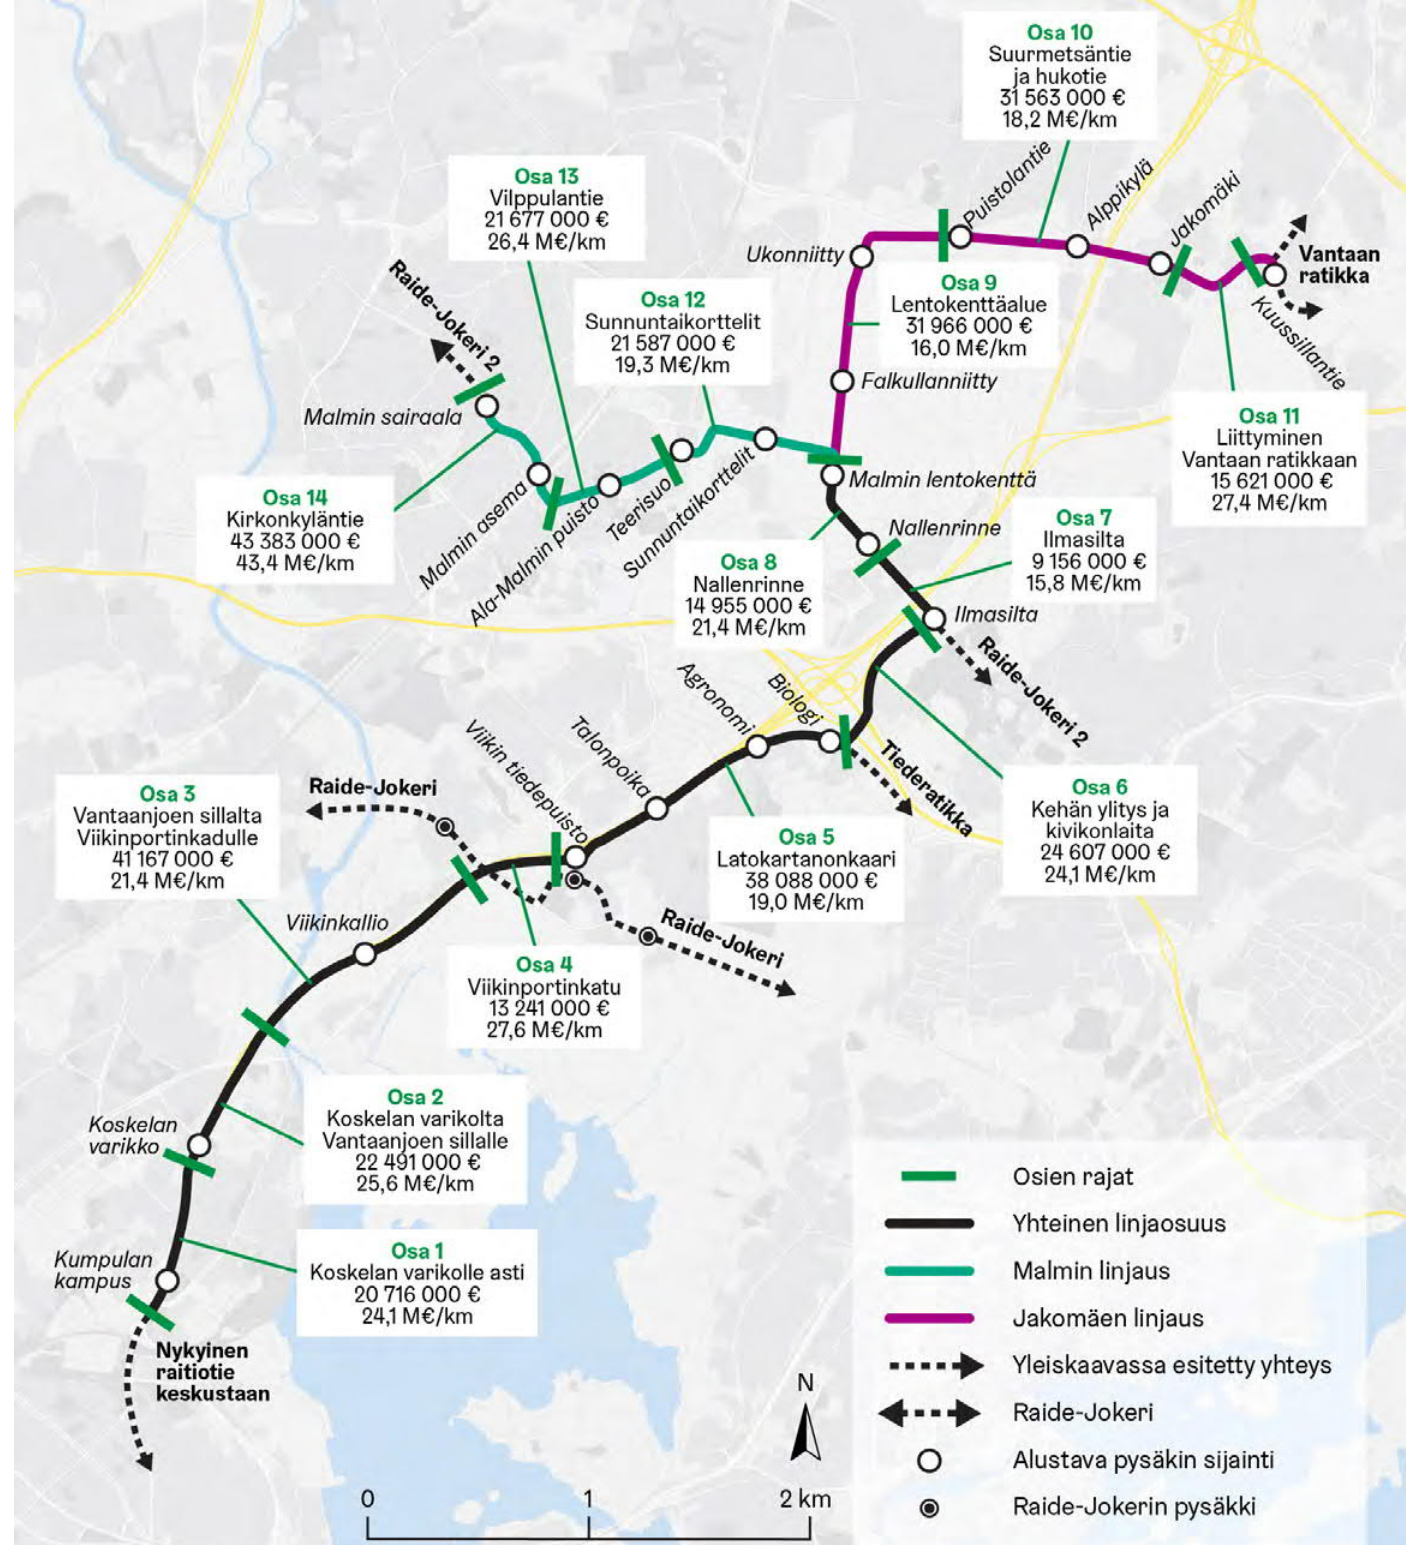 Osa 10
Suurmetsäntie
ja hukotie
31 563 000 €
18,2 M€/km
Osa 13
Vilppulantie
21 677 000 €
26,4 M€/km
Puistolantie
Alppikylä
Jakomäki
Ukonniitty
Vantaan
ratikka
Kuussillantie
Osa 9
Lentokenttäalue
31 966 000 €
16,0 M€/km
Osa 12
Sunnuntaikorttelit
21 587 000 €
19,3 M€/km
Raide-Jokeri 2
Falkullanniitty
Malmin sairaala
Osa 11
Liittyminen
Vantaan ratikkaan
15 621 000 €
27,4 M€/km
Osa 14
Kirkonkyläntie
43 383 000 €
43,4 M€/km
Malmin asema
Ala-Malmin puisto
Teerisuo
Sunnuntaikorttelit
Malmin lentokenttä
Nallenrinne
Osa 7
Ilmasilta
9 156 000 €
15,8 M€/km
Osa 8
Nallenrinne
14 955 000 €
21,4 M€/km
Ilmasilta
Raide-Jokeri 2
Agronomi
Biologi
Talonpoika
Viikin tiedepuisto
Tiederatikka
Raide-Jokeri
Osa 3
Vantaanjoen sillalta
Viikinportinkadulle
41 167 000 €
21,4 M€/km
Osa 6
Kehän ylitys ja
kivikonlaita
24 607 000 €
24,1 M€/km
Osa 5
Latokartanonkaari
38 088 000 €
19,0 M€/km
Viikinkallio
Raide-Jokeri
Osa 4
Viikinportinkatu
13 241 000 €
27,6 M€/km
Osa 2
Koskelan varikolta
Vantaanjoen sillalle
22 491 000 €
25,6 M€/km
Koskelan
varikko
Osa 1
Koskelan varikolle asti
20 716 000 €
24,1 M€/km
Kumpulan
kampus
Nykyinen
raitiotie
keskustaan
Osien rajat
Yhteinen linjaosuus
Malmin linjaus
Jakomäen linjaus
Yleiskaavassa esitetty yhteys
Raide-Jokeri
Alustava pysäkin sijainti
Raide-Jokerin pysäkki
N
0 1 2 km